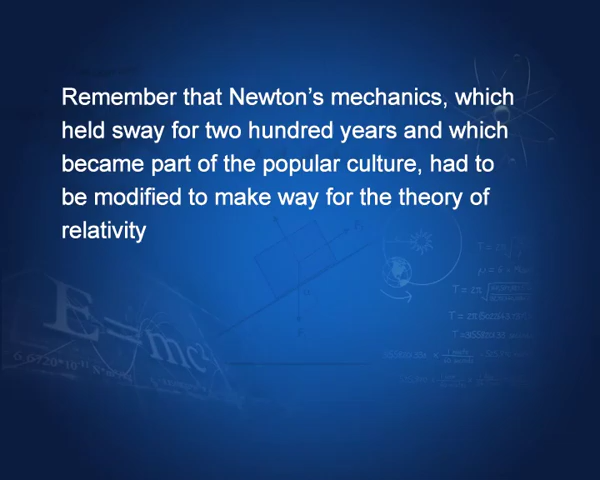 Remember that Newton’s mechanics, which
held sway for two hundred years and which
became part of the popular culture, had to
be modified to make way for the theory of
relativity
E=mc²